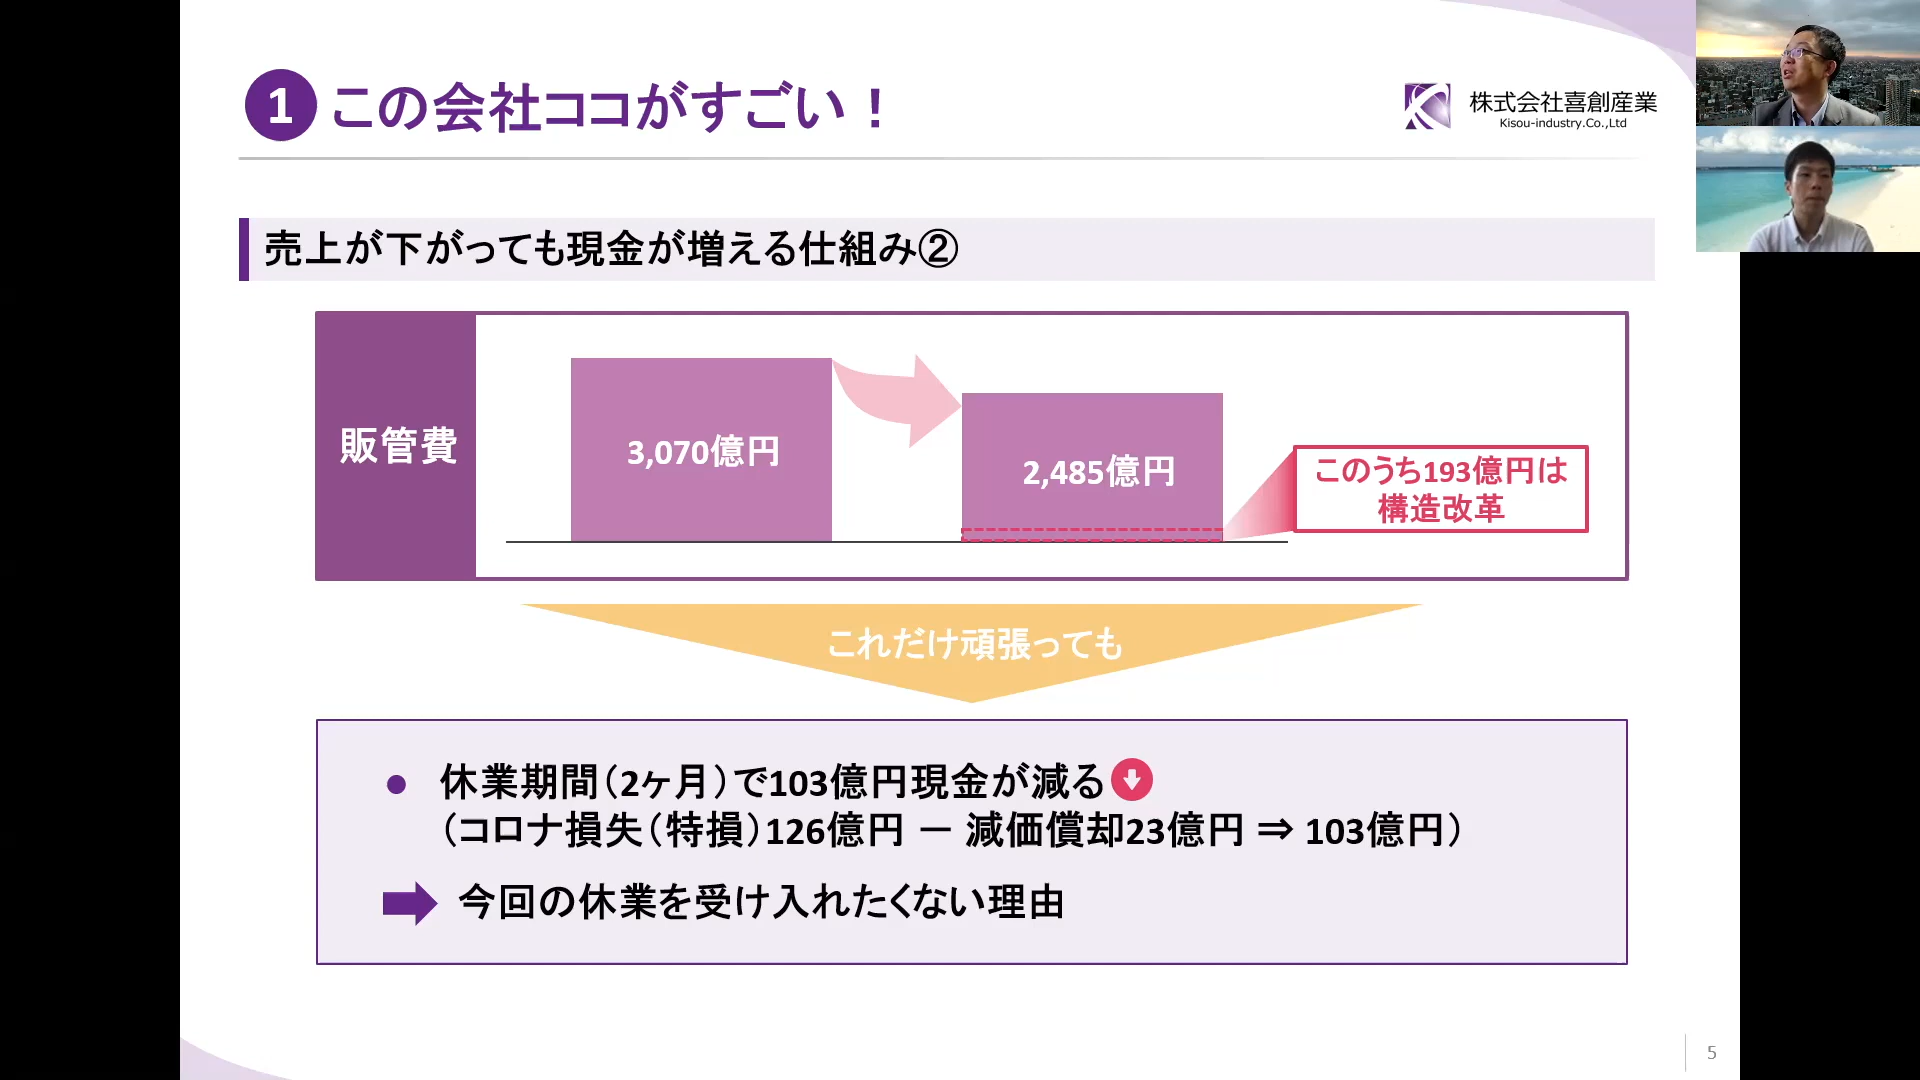 1 この会社ココがすごい！
株式会社喜創産業
Kisou-industry.Co.,Ltd
売上が下がっても現金が増える仕組み②
販管費
3,070億円
2,485億円
このうち193億円は
構造改革
これだけ頑張っても
● 休業期間（2ヶ月）で103億円現金が減る
（コロナ損失（特損）126億円 － 減価償却23億円 ⇒ 103億円）
今回の休業を受け入れたくない理由
5